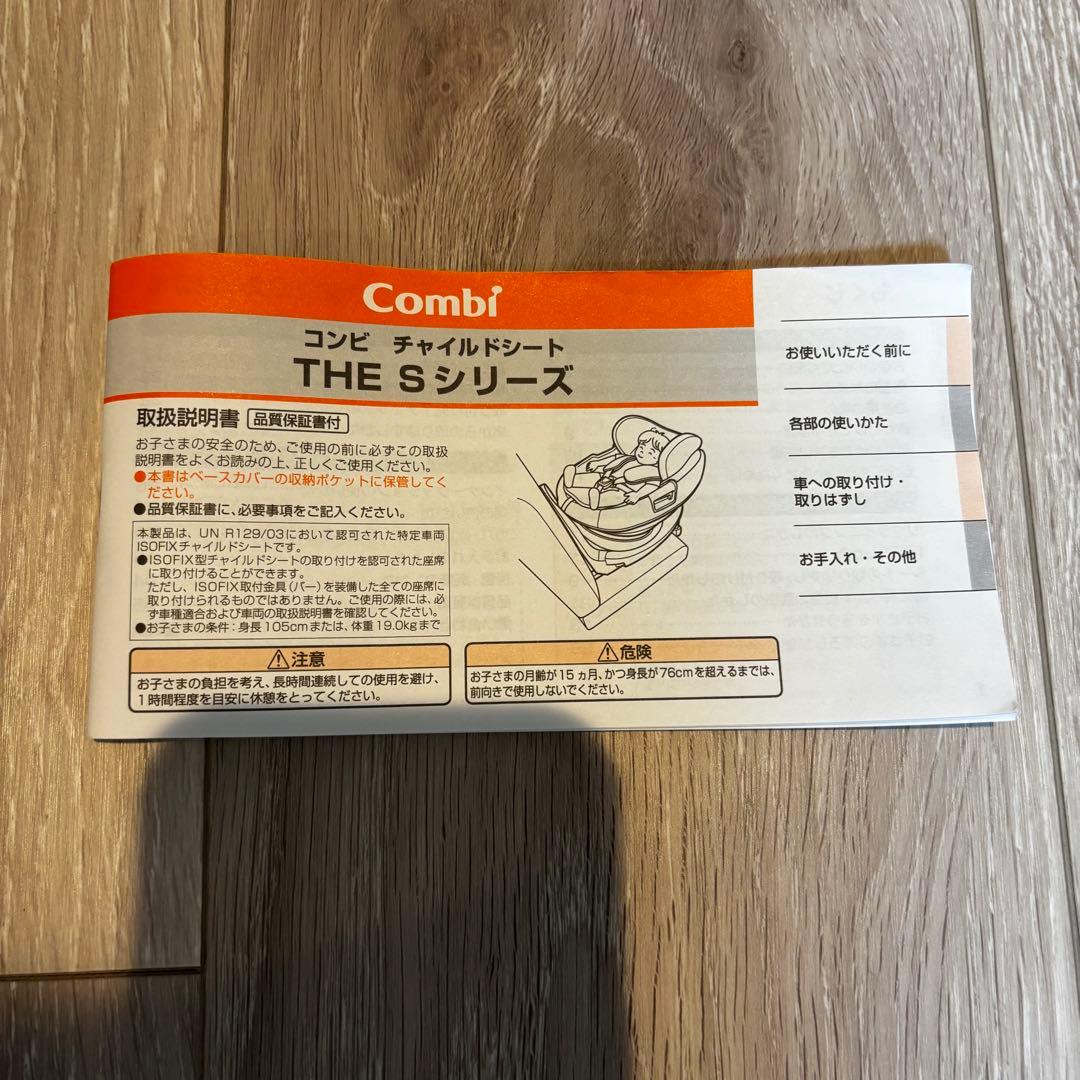 Combi
コンビ チャイルドシート
THE Sシリーズ
取扱説明書 品質保証書付
お子さまの安全のため、ご使用の前に必ずこの取扱
説明書をよくお読みの上、正しくご使用ください。
●本書はベースカバーの収納ポケットに保管してく
ださい。
●品質保証書に、必要事項をご記入ください。
本製品は、UN R129/03において認可された特定車両
ISOFIXチャイルドシートです。
●ISOFIX型チャイルドシートの取り付けを認可された座席
に取り付けることができます。
ただし、ISOFIX取付金具（バー）を装備した全ての座席に
取り付けられるものではありません。ご使用の際には、必
ず車種適合および車両の取扱説明書を確認してください。
●お子さまの条件：身長105cmまたは、体重19.0kgまで
⚠注意
お子さまの負担を考え、長時間連続しての使用を避け、
1時間程度を目安に休憩をとってください。
⚠危険
お子さまの月齢が15ヵ月、かつ身長が76cmを超えるまでは、
前向きで使用しないでください。
お使いいただく前に
各部の使いかた
車への取り付け・
取りはずし
お手入れ・その他